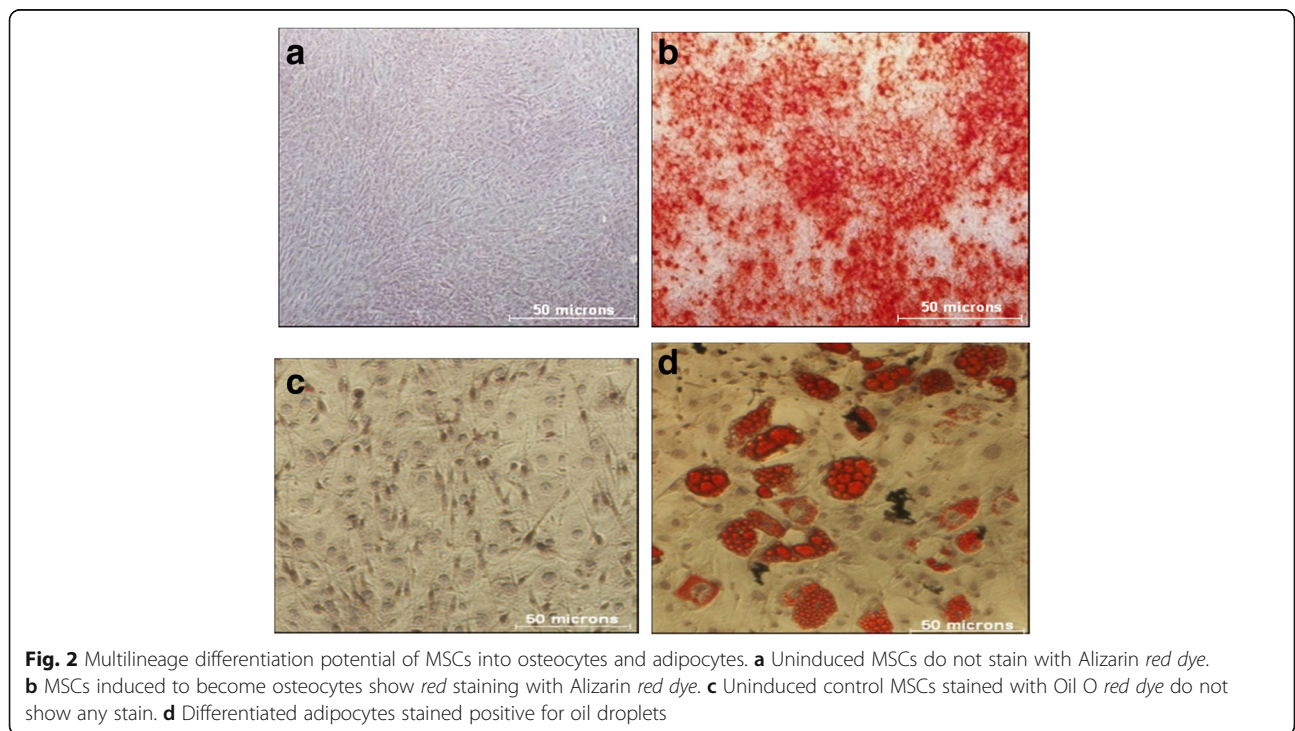 a
b
50 microns
50 microns
c
d
50 microns
50 microns
Fig. 2 Multilineage differentiation potential of MSCs into osteocytes and adipocytes. a Uninduced MSCs do not stain with Alizarin red dye.
b MSCs induced to become osteocytes show red staining with Alizarin red dye. c Uninduced control MSCs stained with Oil O red dye do not
show any stain. d Differentiated adipocytes stained positive for oil droplets